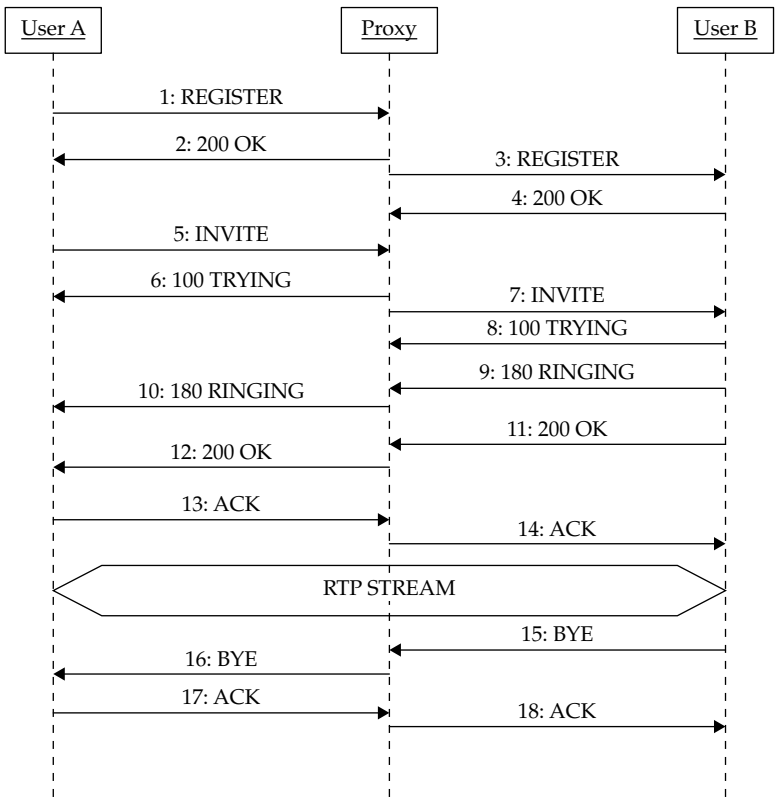 User A
Proxy
User B
1: REGISTER
2: 200 OK
3: REGISTER
4: 200 OK
5: INVITE
6: 100 TRYING
7: INVITE
8: 100 TRYING
9: 180 RINGING
10: 180 RINGING
11: 200 OK
12: 200 OK
13: ACK
14: ACK
RTP STREAM
15: BYE
16: BYE
17: ACK
18: ACK